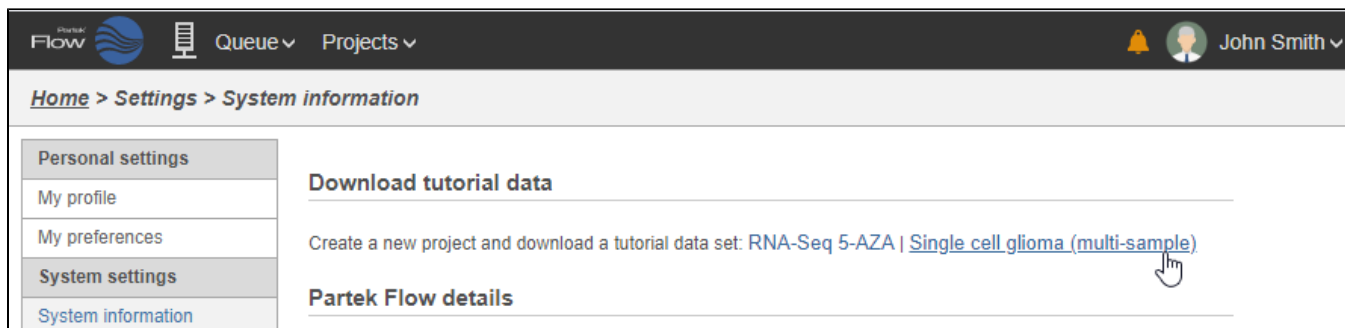 Partek
Flow
Queue Projects John Smith
Home > Settings > System information
Personal settings
My profile
My preferences
System settings
System information
Download tutorial data
Create a new project and download a tutorial data set: RNA-Seq 5-AZA | Single cell glioma (multi-sample)
Partek Flow details